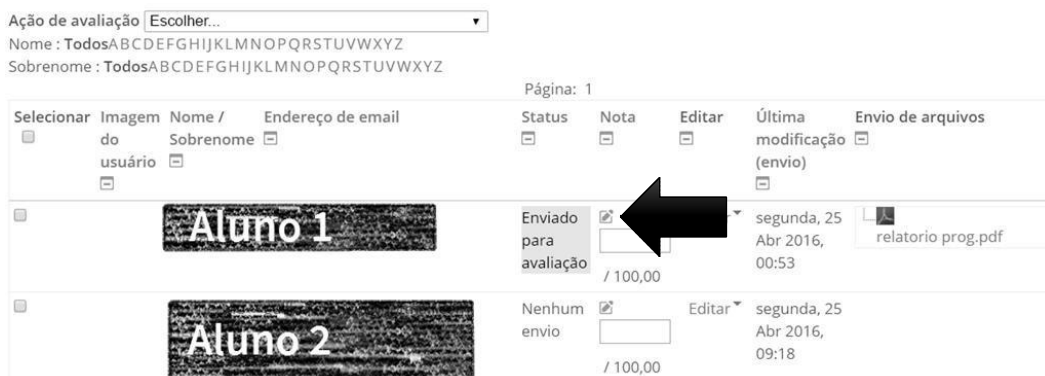 Ação de avaliação Escolher...
Nome : TodosABCDEFGHIJKLMNOPQRSTUVWXYZ
Sobrenome : TodosABCDEFGHIJKLMNOPQRSTUVWXYZ
Página: 1
Selecionar Imagem Nome / Endereço de email Status Nota Editar Última Envio de arquivos
do Sobrenome modificação
usuário (envio)
Aluno 1 Enviado segunda, 25
para Abr 2016, relatorio prog.pdf
avaliação 00:53
/ 100,00
Aluno 2 Nenhum Editar segunda, 25
envio Abr 2016,
09:18
/ 100,00